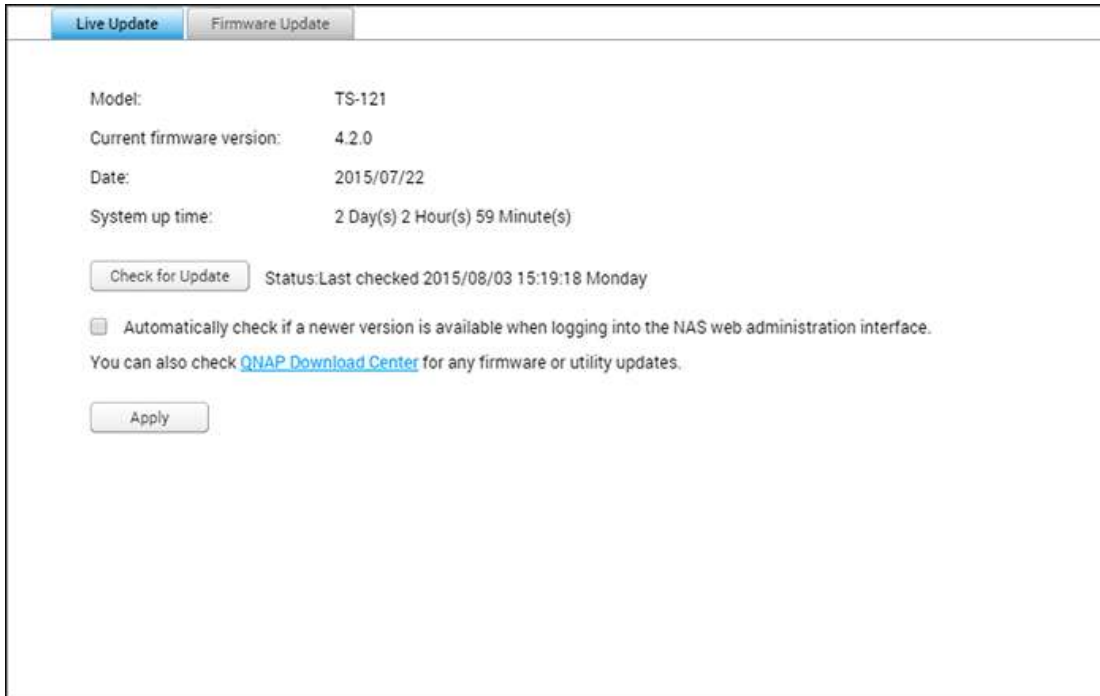 Live Update
Firmware Update
Model: TS-121
Current firmware version: 4.2.0
Date: 2015/07/22
System up time: 2 Day(s) 2 Hour(s) 59 Minute(s)
Check for Update Status:Last checked 2015/08/03 15:19:18 Monday
Automatically check if a newer version is available when logging into the NAS web administration interface.
You can also check QNAP Download Center for any firmware or utility updates.
Apply